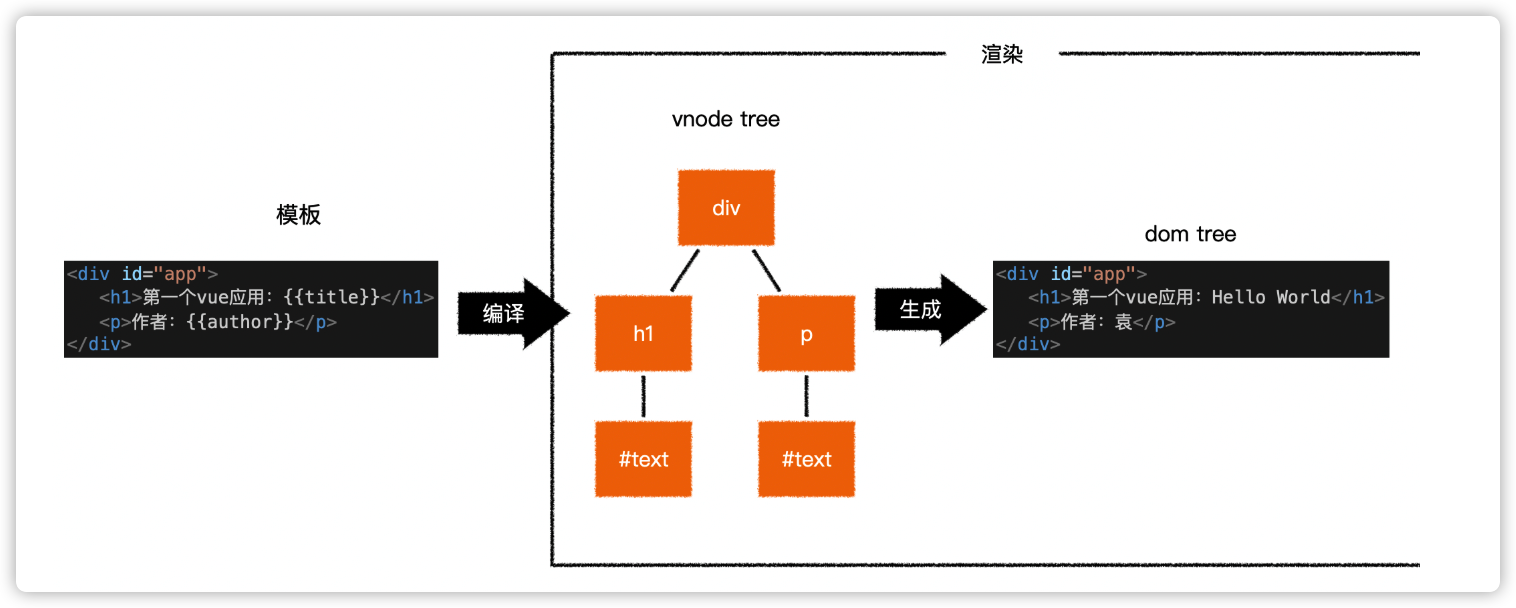 渲染
vnode tree
div
模板
dom tree
<div id="app">
<h1>第一个vue应用: {{title}}</h1>
<p>作者: {{author}}</p>
</div>
编译
h1
p
#text
#text
生成
<div id="app">
<h1>第一个vue应用: Hello World</h1>
<p>作者: 袁</p>
</div>